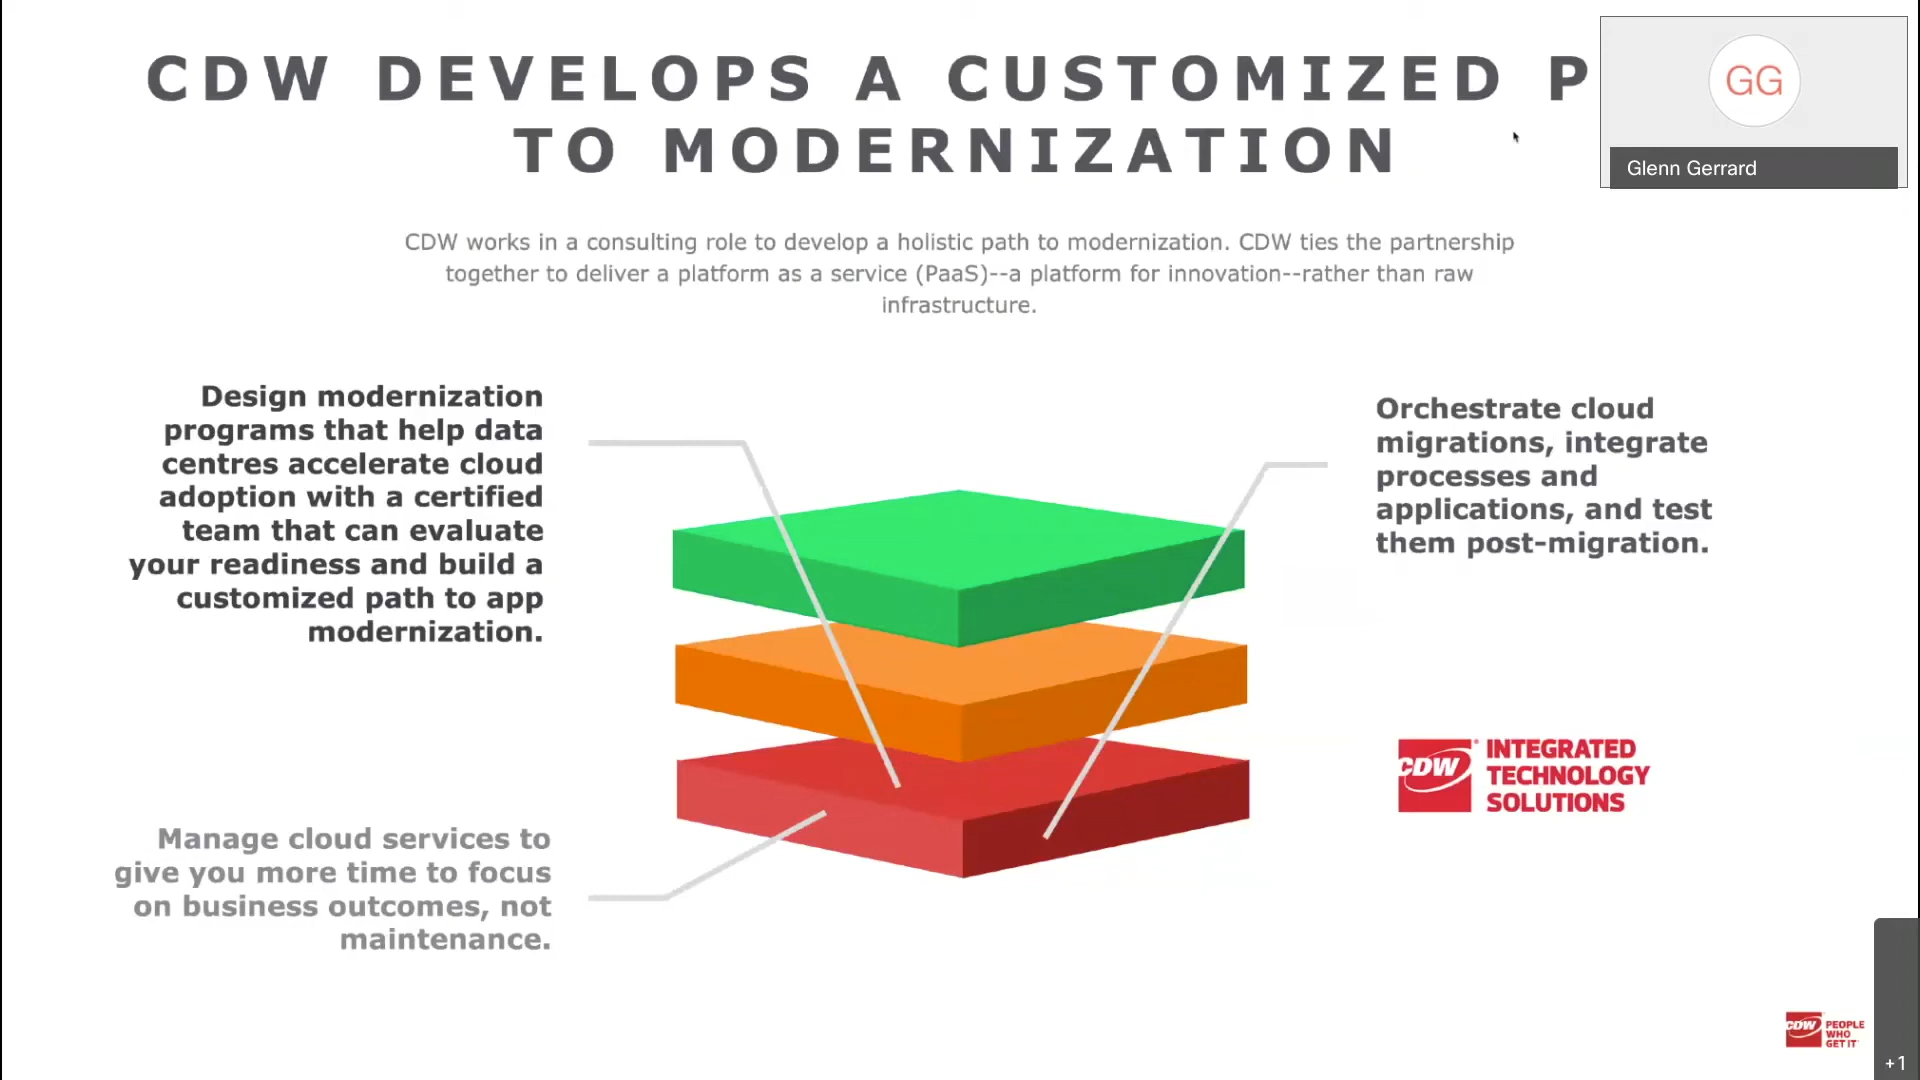 CDW DEVELOPS A CUSTOMIZED P
TO MODERNIZATION
GG
Glenn Gerrard
CDW works in a consulting role to develop a holistic path to modernization. CDW ties the partnership
together to deliver a platform as a service (PaaS)--a platform for innovation--rather than raw
infrastructure.
Design modernization
programs that help data
centres accelerate cloud
adoption with a certified
team that can evaluate
your readiness and build a
customized path to app
modernization.
Orchestrate cloud
migrations, integrate
processes and
applications, and test
them post-migration.
Manage cloud services to
give you more time to focus
on business outcomes, not
maintenance.
CDW
INTEGRATED
TECHNOLOGY
SOLUTIONS
CDW
PEOPLE
WHO
GET IT
+1